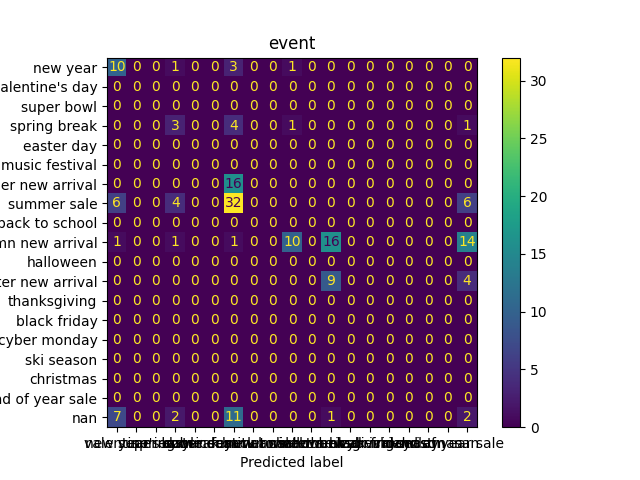 event
new year 10 0 0 1 0 0 3 0 0 1 0 0 0 0 0 0 0 0 0
alentine's day 0 0 0 0 0 0 0 0 0 0 0 0 0 0 0 0 0 0 0
super bowl 0 0 0 0 0 0 0 0 0 0 0 0 0 0 0 0 0 0 0
spring break 0 0 0 3 0 0 4 0 0 1 0 0 0 0 0 0 0 0 1
easter day 0 0 0 0 0 0 0 0 0 0 0 0 0 0 0 0 0 0 0
music festival 0 0 0 0 0 0 0 0 0 0 0 0 0 0 0 0 0 0 0
er new arrival 0 0 0 0 0 0 16 0 0 0 0 0 0 0 0 0 0 0 0
summer sale 6 0 0 4 0 0 32 0 0 0 0 0 0 0 0 0 0 0 6
back to school 0 0 0 0 0 0 0 0 0 0 0 0 0 0 0 0 0 0 0
mn new arrival 1 0 0 1 0 0 1 0 0 10 0 16 0 0 0 0 0 0 14
halloween 0 0 0 0 0 0 0 0 0 0 0 0 0 0 0 0 0 0 0
ter new arrival 0 0 0 0 0 0 0 0 0 0 0 9 0 0 0 0 0 0 4
thanksgiving 0 0 0 0 0 0 0 0 0 0 0 0 0 0 0 0 0 0 0
black friday 0 0 0 0 0 0 0 0 0 0 0 0 0 0 0 0 0 0 0
cyber monday 0 0 0 0 0 0 0 0 0 0 0 0 0 0 0 0 0 0 0
ski season 0 0 0 0 0 0 0 0 0 0 0 0 0 0 0 0 0 0 0
christmas 0 0 0 0 0 0 0 0 0 0 0 0 0 0 0 0 0 0 0
nd of year sale 0 0 0 0 0 0 0 0 0 0 0 0 0 0 0 0 0 0 0
nan 7 0 0 2 0 0 11 0 0 0 0 1 0 0 0 0 0 0 2
sale
Predicted label
30
25
20
15
10
5
0